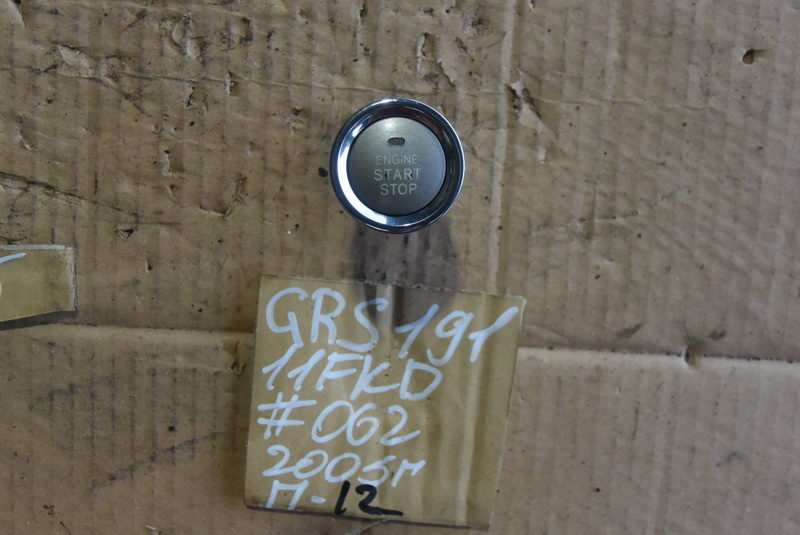 ENGINE
START
STOP
GRS191
11FKD
#062
2005г
П-12